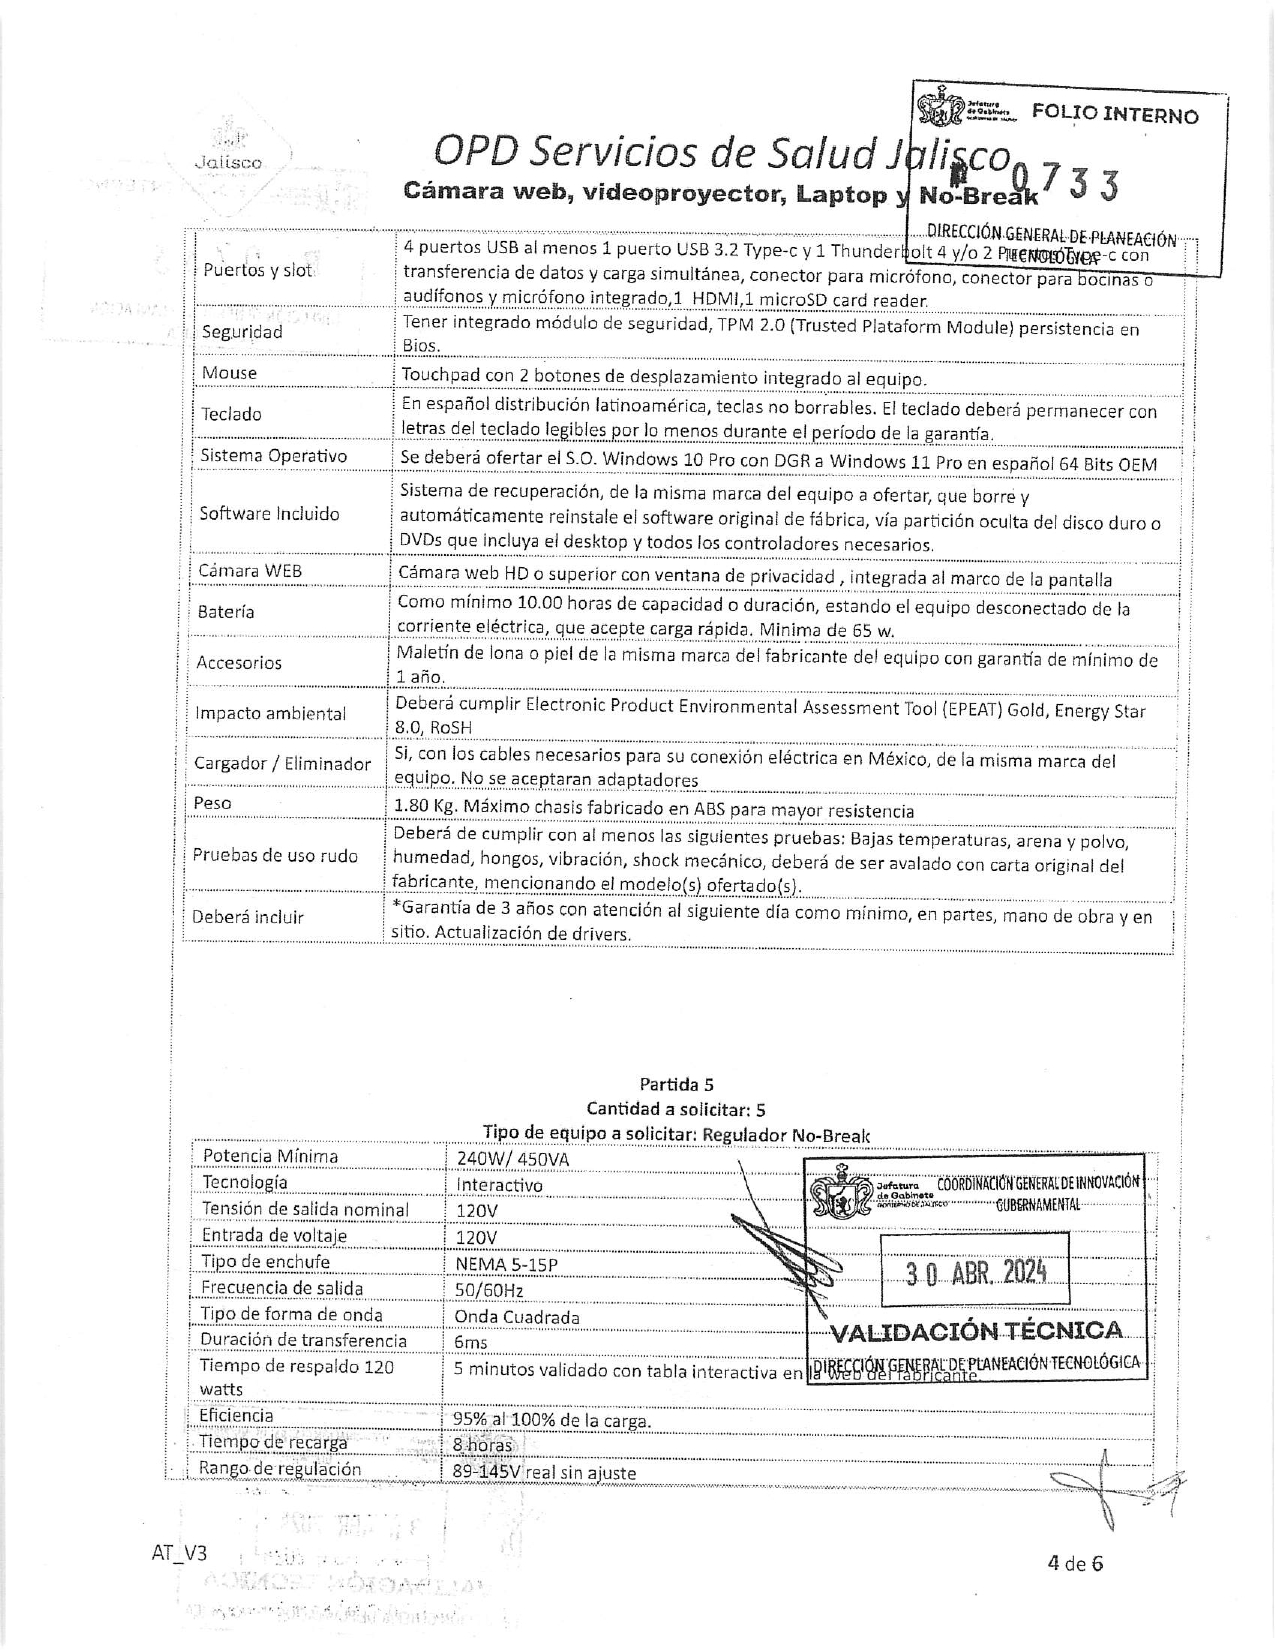 Jefatura
de Gabinete
FOLIO INTERNO
Jalisco
OPD Servicios de Salud Jalisco
0733
Cámara web, videoproyector, Laptop y No-Break
DIRECCIÓN GENERAL DE PLANEACIÓN
TECNOLÓGICA
Puertos y slot
4 puertos USB al menos 1 puerto USB 3.2 Type-c y 1 Thunderbolt 4 y/o 2 Type-c con
transferencia de datos y carga simultánea, conector para micrófono, conector para bocinas o
audífonos y micrófono integrado,1 HDMI,1 microSD card reader.
Seguridad
Tener integrado módulo de seguridad, TPM 2.0 (Trusted Plataform Module) persistencia en
Bios.
Mouse
Touchpad con 2 botones de desplazamiento integrado al equipo.
Teclado
En español distribución latinoamérica, teclas no borrables. El teclado deberá permanecer con
letras del teclado legibles por lo menos durante el período de la garantía.
Sistema Operativo
Se deberá ofertar el S.O. Windows 10 Pro con DGR a Windows 11 Pro en español 64 Bits OEM
Software Incluido
Sistema de recuperación, de la misma marca del equipo a ofertar, que borre y
automáticamente reinstale el software original de fábrica, vía partición oculta del disco duro o
DVDs que incluya el desktop y todos los controladores necesarios.
Cámara WEB
Cámara web HD o superior con ventana de privacidad , integrada al marco de la pantalla
Batería
Como mínimo 10.00 horas de capacidad o duración, estando el equipo desconectado de la
corriente eléctrica, que acepte carga rápida. Minima de 65 w.
Accesorios
Maletín de lona o piel de la misma marca del fabricante del equipo con garantía de mínimo de
1 año.
Impacto ambiental
Deberá cumplir Electronic Product Environmental Assessment Tool (EPEAT) Gold, Energy Star
8.0, RoSH
Cargador / Eliminador
Si, con los cables necesarios para su conexión eléctrica en México, de la misma marca del
equipo. No se aceptaran adaptadores
Peso
1.80 Kg. Máximo chasis fabricado en ABS para mayor resistencia
Pruebas de uso rudo
Deberá de cumplir con al menos las siguientes pruebas: Bajas temperaturas, arena y polvo,
humedad, hongos, vibración, shock mecánico, deberá de ser avalado con carta original del
fabricante, mencionando el modelo(s) ofertado(s).
Deberá incluir
*Garantía de 3 años con atención al siguiente día como mínimo, en partes, mano de obra y en
sitio. Actualización de drivers.
Partida 5
Cantidad a solicitar: 5
Tipo de equipo a solicitar: Regulador No-Break
Potencia Mínima
240W/ 450VA
Tecnología
Interactivo
Tensión de salida nominal
120V
Entrada de voltaje
120V
Tipo de enchufe
NEMA 5-15P
Frecuencia de salida
50/60Hz
Tipo de forma de onda
Onda Cuadrada
Duración de transferencia
6ms
Tiempo de respaldo 120
watts
5 minutos validado con tabla interactiva en la web del fabricante.
Eficiencia
95% al 100% de la carga.
Tiempo de recarga
8 horas
Rango de regulación
89-145V real sin ajuste
Jefatura
de Gabinete
COORDINACIÓN GENERAL DE INNOVACIÓN
GUBERNAMENTAL
30 ABR. 2024
VALIDACIÓN TÉCNICA
DIRECCIÓN GENERAL DE PLANEACIÓN TECNOLÓGICA
AT_V3
4 de 6